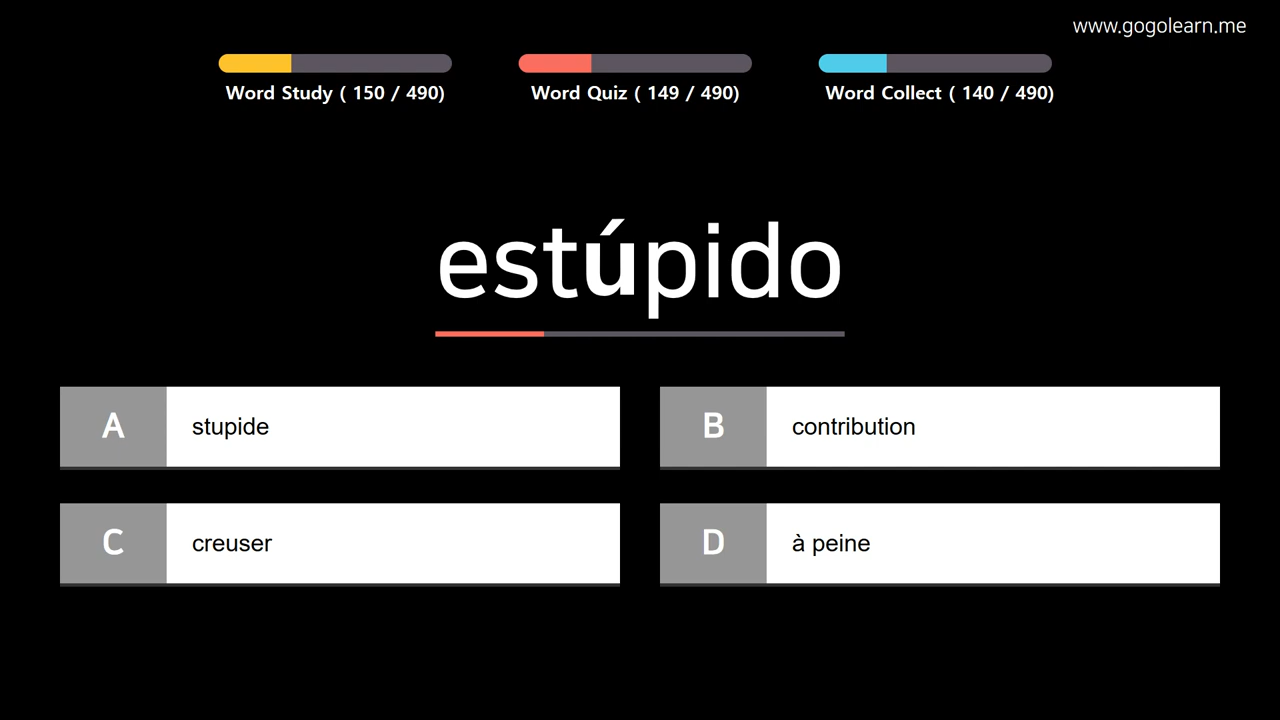 www.gogolearn.me
Word Study ( 150 / 490)
Word Quiz ( 149 / 490)
Word Collect ( 140 / 490)
estúpido
A stupide
B contribution
C creuser
D à peine